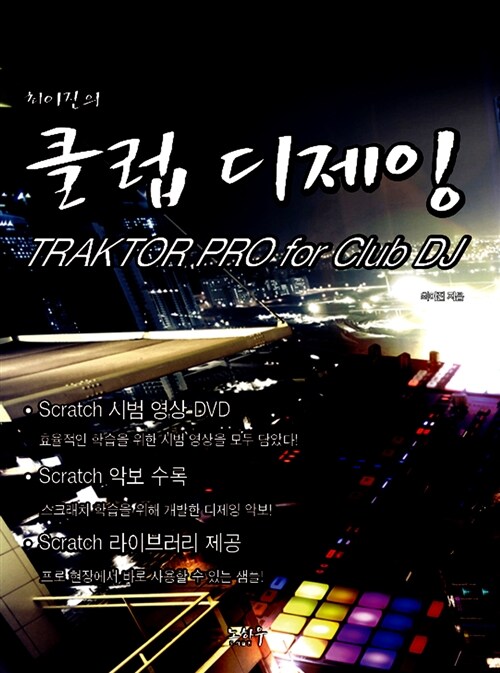 최이진의
클럽 디제잉
TRAKTOR PRO for Club DJ
최이진 지음
• Scratch 시범 영상 DVD
효율적인 학습을 위한 시범 영상을 모두 담았다!
• Scratch 악보 수록
스크래치 학습을 위해 개발한 디제잉 악보!
• Scratch 라이브러리 제공
프로 현장에서 바로 사용할 수 있는 샘플!
노하우